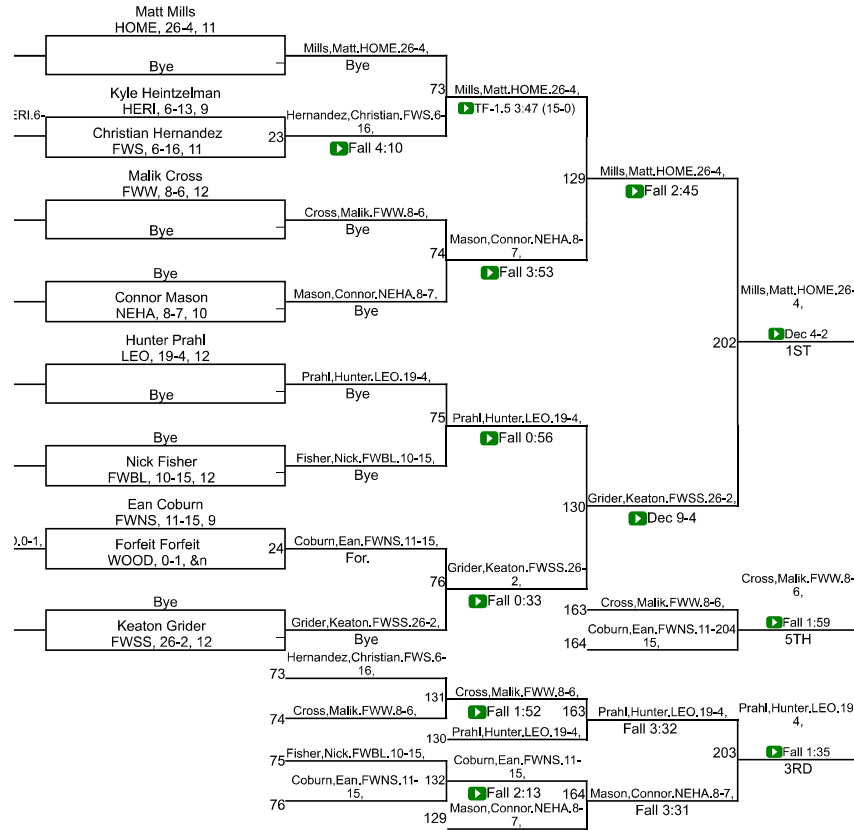 Matt Mills
HOME, 26-4, 11
Mills,Matt.HOME.26-4,
Bye
Bye
73
Mills,Matt.HOME.26-4,
TF-1.5 3:47 (15-0)
Kyle Heintzelman
HERI, 6-13, 9
ERI.6-
Christian Hernandez
FWS, 6-16, 11
23
Hernandez,Christian.FWS.6-
16,
Fall 4:10
129
Mills,Matt.HOME.26-4,
Fall 2:45
Malik Cross
FWW, 8-6, 12
Cross,Malik.FWW.8-6,
Bye
Bye
74
Mason,Connor.NEHA.8-
7,
Fall 3:53
Bye
Connor Mason
NEHA, 8-7, 10
Mason,Connor.NEHA.8-7,
Bye
Mills,Matt.HOME.26-
4,
202
Dec 4-2
1ST
Hunter Prahl
LEO, 19-4, 12
Prahl,Hunter.LEO.19-4,
Bye
Bye
75
Prahl,Hunter.LEO.19-4,
Fall 0:56
Bye
Nick Fisher
FWBL, 10-15, 12
Fisher,Nick.FWBL.10-15,
Bye
130
Grider,Keaton.FWSS.26-2,
Dec 9-4
Ean Coburn
FWNS, 11-15, 9
0.0-1,
Forfeit Forfeit
WOOD, 0-1, &n
24
Coburn,Ean.FWNS.11-15,
For.
76
Grider,Keaton.FWSS.26-
2,
Fall 0:33
Bye
Keaton Grider
FWSS, 26-2, 12
Grider,Keaton.FWSS.26-2,
Bye
163
Cross,Malik.FWW.8-6,
164
Coburn,Ean.FWNS.11-
15,
204
Cross,Malik.FWW.8-
6,
Fall 1:59
5TH
73
Hernandez,Christian.FWS.6-
16,
74
Cross,Malik.FWW.8-6,
131
Cross,Malik.FWW.8-6,
Fall 1:52
130
Prahl,Hunter.LEO.19-4,
163
Prahl,Hunter.LEO.19-4,
Fall 3:32
75
Fisher,Nick.FWBL.10-15,
76
Coburn,Ean.FWNS.11-
15,
132
Coburn,Ean.FWNS.11-
15,
Fall 2:13
129
Mason,Connor.NEHA.8-
7,
164
Mason,Connor.NEHA.8-7,
Fall 3:31
203
Prahl,Hunter.LEO.19
4,
Fall 1:35
3RD